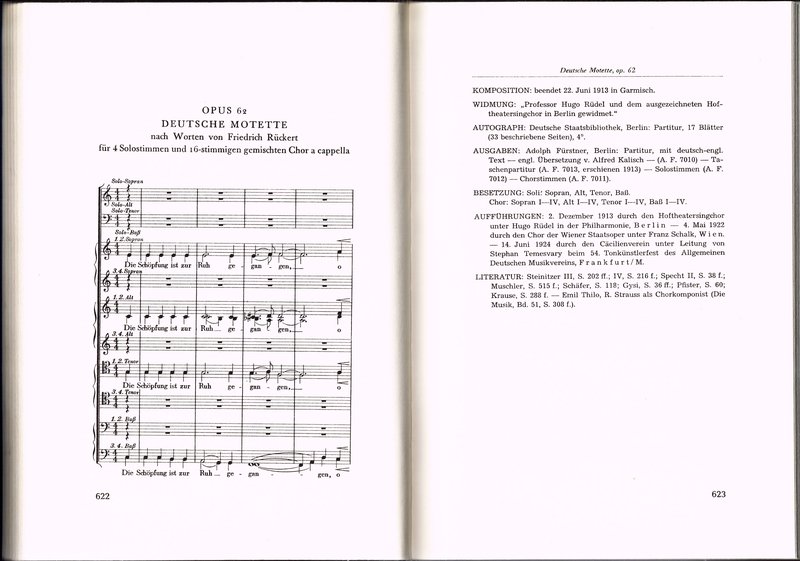 OPUS 62
DEUTSCHE MOTETTE
nach Worten von Friedrich Rückert
für 4 Solostimmen und 16-stimmigen gemischten Chor a cappella
Solo-Sopran
Solo-Alt
Solo-Tenor
Solo-Baß
1. 2. Sopran
Die Schöpfung ist zur Ruh ge - gan - gen, o
3. 4. Sopran
1. 2. Alt
Die Schöpfung ist zur Ruh ge - gan - gen, o
3. 4. Alt
1. 2. Tenor
Die Schöpfung ist zur Ruh ge - gan - gen, o
3. 4. Tenor
1. 2. Baß
3. 4. Baß
Die Schöpfung ist zur Ruh ge - gan - gen, o
622
Deutsche Motette, op. 62
KOMPOSITION: beendet 22. Juni 1913 in Garmisch.
WIDMUNG: „Professor Hugo Rüdel und dem ausgezeichneten Hof-
theatersingchor in Berlin gewidmet.“
AUTOGRAPH: Deutsche Staatsbibliothek, Berlin: Partitur, 17 Blätter
(33 beschriebene Seiten), 4°.
AUSGABEN: Adolph Fürstner, Berlin: Partitur, mit deutsch-engl.
Text — engl. Übersetzung v. Alfred Kalisch — (A. F. 7010) — Ta-
schenpartitur (A. F. 7013, erschienen 1913) — Solostimmen (A. F.
7012) — Chorstimmen (A. F. 7011).
BESETZUNG: Soli: Sopran, Alt, Tenor, Baß.
Chor: Sopran I—IV, Alt I—IV, Tenor I—IV, Baß I—IV.
AUFFÜHRUNGEN: 2. Dezember 1913 durch den Hoftheatersingchor
unter Hugo Rüdel in der Philharmonie, Berlin — 4. Mai 1922
durch den Chor der Wiener Staatsoper unter Franz Schalk, Wien.
— 14. Juni 1924 durch den Cäcilienverein unter Leitung von
Stephan Temesvary beim 54. Tonkünstlerfest des Allgemeinen
Deutschen Musikvereins, Frankfurt/M.
LITERATUR: Steinitzer III, S. 202 ff.; IV, S. 216 f.; Specht II, S. 38 f.;
Muschler, S. 515 f.; Schäfer, S. 118; Gysi, S. 36 ff.; Pfister, S. 60;
Krause, S. 288 f. — Emil Thilo, R. Strauss als Chorkomponist (Die
Musik, Bd. 51, S. 308 f.).
623